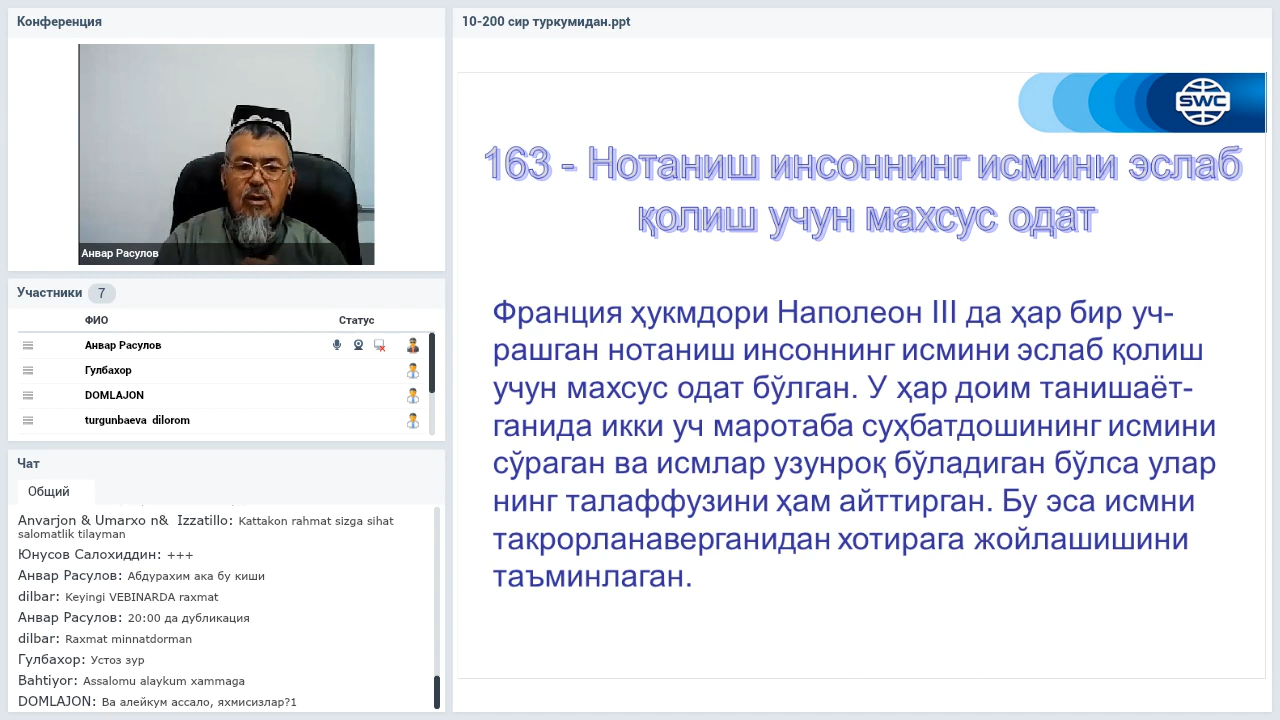 Конференция
Анвар Расулов
Участники 7
ФИО Статус
Анвар Расулов
Гулбахор
DOMLAJON
turgunbaeva dilorom
Чат
Общий
Anvarjon & Umarxo n& Izzatillo: Kattakon rahmat sizga sihat
salomatlik tilayman
Юнусов Салохиддин: +++
Анвар Расулов: Абдурахим ака бу киши
dilbar: Keyingi VEBINARDA raxmat
Анвар Расулов: 20:00 да дубликация
dilbar: Raxmat minnatdorman
Гулбахор: Устоз зур
Bahtiyor: Assalomu alaykum xammaga
DOMLAJON: Ва алейкум ассало, яхмисизлар?1
10-200 сир туркумидан.ppt
SWC
163 - Нотаниш инсоннинг исмини эслаб
қолиш учун махсус одат
Франция ҳукмдори Наполеон III да ҳар бир уч-
рашган нотаниш инсоннинг исмини эслаб қолиш
учун махсус одат бўлган. У ҳар доим танишаёт-
ганида икки уч маротаба суҳбатдошининг исмини
сўраган ва исмлар узунроқ бўладиган бўлса улар
нинг талаффузини ҳам айттирган. Бу эса исмни
такрорланаверганидан хотирага жойлашишини
таъминлаган.